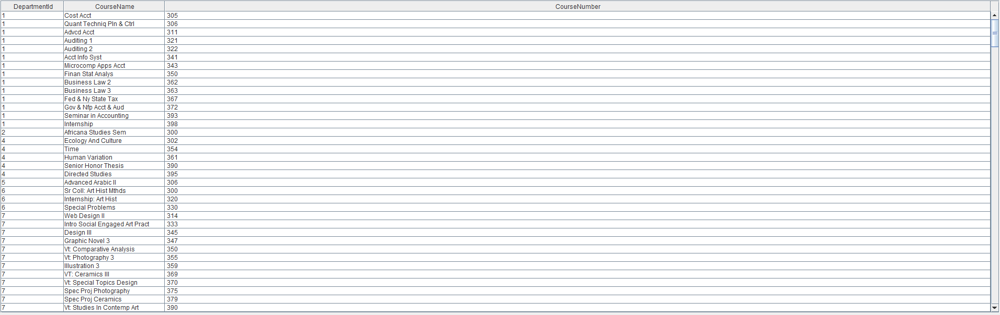 DepartmentId CourseName CourseNumber
1 Cost Acct 305
1 Quant Techniq Pln & Ctrl 306
1 Advcd Acct 311
1 Auditing 1 321
1 Auditing 2 322
1 Acct Info Syst 341
1 Microcomp Apps Acct 343
1 Finan Stat Analys 350
1 Business Law 2 362
1 Business Law 3 363
1 Fed & Ny State Tax 367
1 Gov & Nfp Acct & Aud 372
1 Seminar in Accounting 393
1 Internship 398
2 Africana Studies Sem 300
4 Ecology And Culture 302
4 Time 354
4 Human Variation 361
4 Senior Honor Thesis 390
4 Directed Studies 395
5 Advanced Arabic II 306
6 Sr Coll: Art Hist Mthds 300
6 Internship: Art Hist 320
6 Special Problems 330
7 Web Design II 314
7 Intro Social Engaged Art Pract 333
7 Design III 345
7 Graphic Novel 3 347
7 Vt: Comparative Analysis 350
7 Vt: Photography 3 355
7 Illustration 3 359
7 VT: Ceramics III 369
7 Vt: Special Topics Design 370
7 Spec Proj Photography 375
7 Spec Proj Ceramics 379
7 Vt: Studies In Contemp Art 390